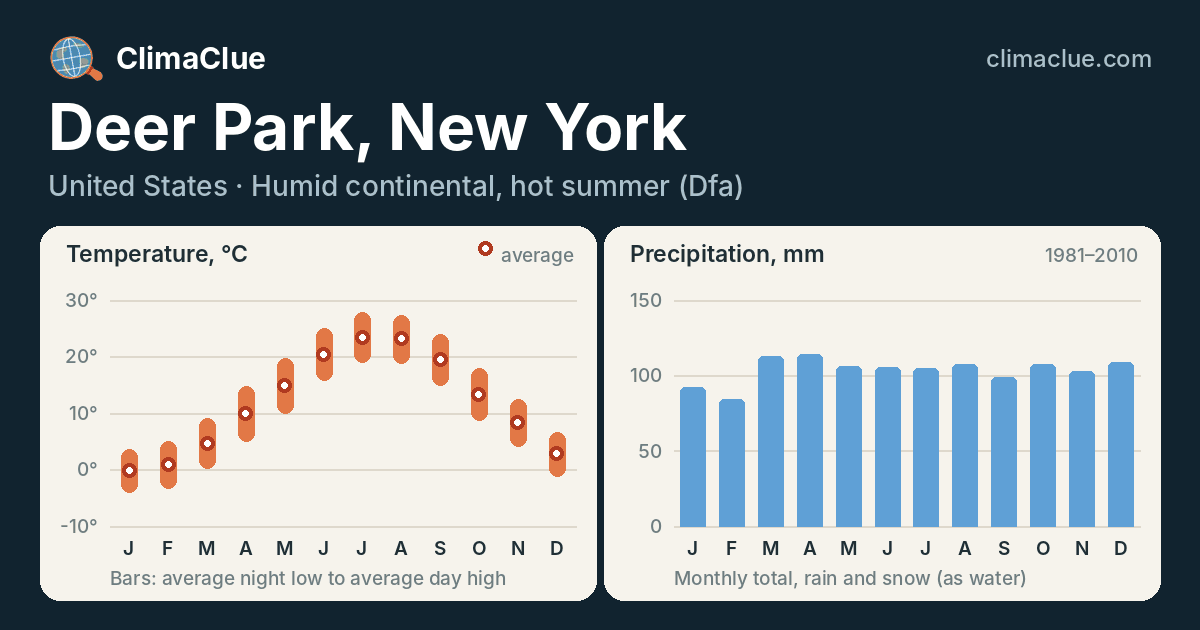 ClimaClue
climaclue.com
Deer Park, New York
United States · Humid continental, hot summer (Dfa)
Temperature, °C
average
30°
20°
10°
0°
-10°
J F M A M J J A S O N D
Bars: average night low to average day high
Precipitation, mm
1981–2010
150
100
50
0
J F M A M J J A S O N D
Monthly total, rain and snow (as water)